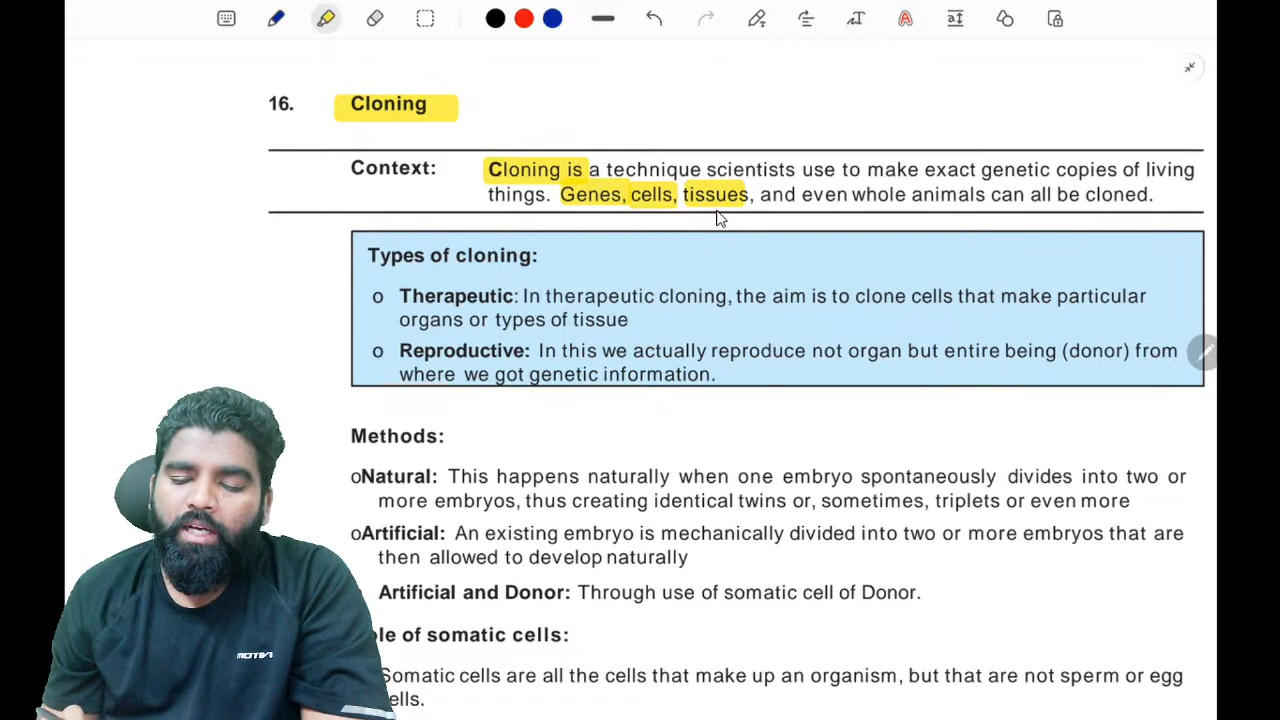 16. Cloning
Context: Cloning is a technique scientists use to make exact genetic copies of living
things. Genes, cells, tissues, and even whole animals can all be cloned.
Types of cloning:
o Therapeutic: In therapeutic cloning, the aim is to clone cells that make particular
organs or types of tissue
o Reproductive: In this we actually reproduce not organ but entire being (donor) from
where we got genetic information.
Methods:
oNatural: This happens naturally when one embryo spontaneously divides into two or
more embryos, thus creating identical twins or, sometimes, triplets or even more
oArtificial: An existing embryo is mechanically divided into two or more embryos that are
then allowed to develop naturally
Artificial and Donor: Through use of somatic cell of Donor.
of somatic cells:
Somatic cells are all the cells that make up an organism, but that are not sperm or egg